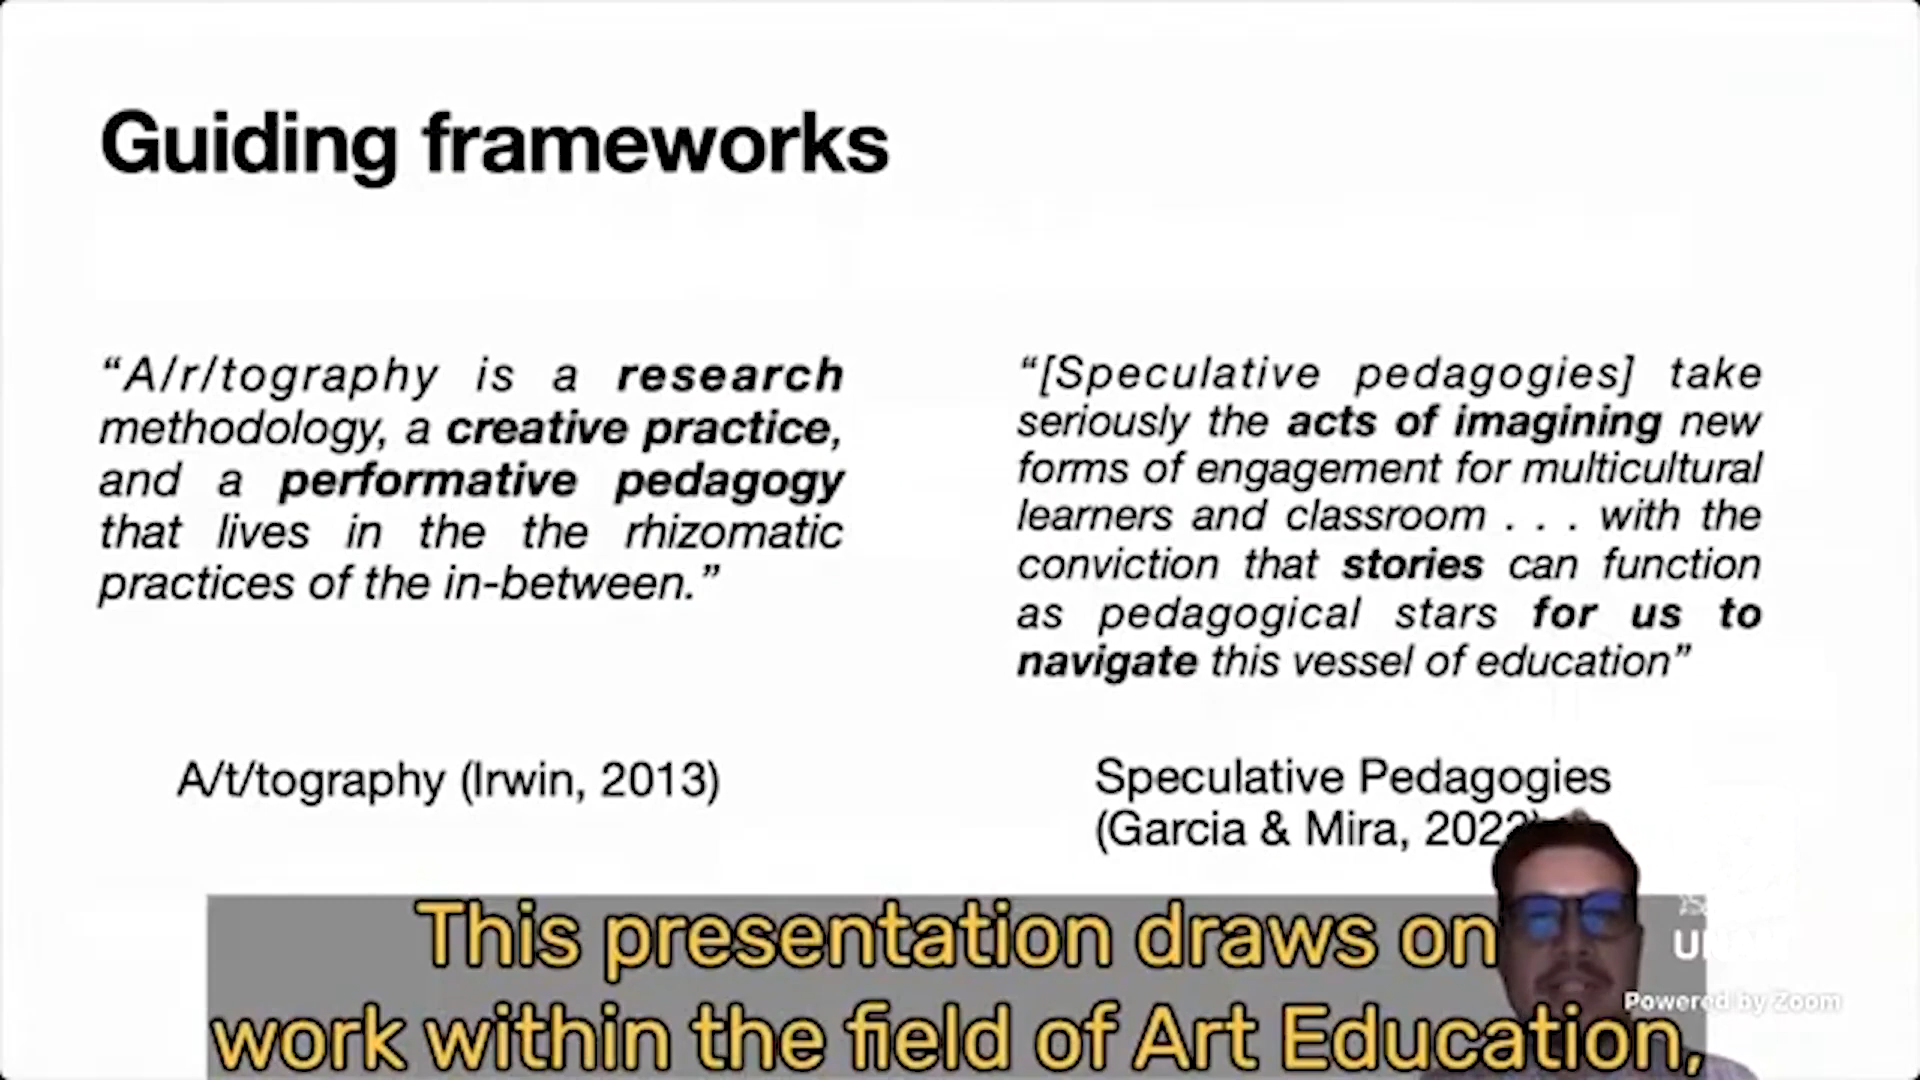 Guiding frameworks
“A/r/tography is a research
methodology, a creative practice,
and a performative pedagogy
that lives in the the rhizomatic
practices of the in-between.”
“[Speculative pedagogies] take
seriously the acts of imagining new
forms of engagement for multicultural
learners and classroom . . . with the
conviction that stories can function
as pedagogical stars for us to
navigate this vessel of education”
A/t/tography (Irwin, 2013)
Speculative Pedagogies
(Garcia & Mira, 2022)
This presentation draws on
work within the field of Art Education,
Powered by Zoom